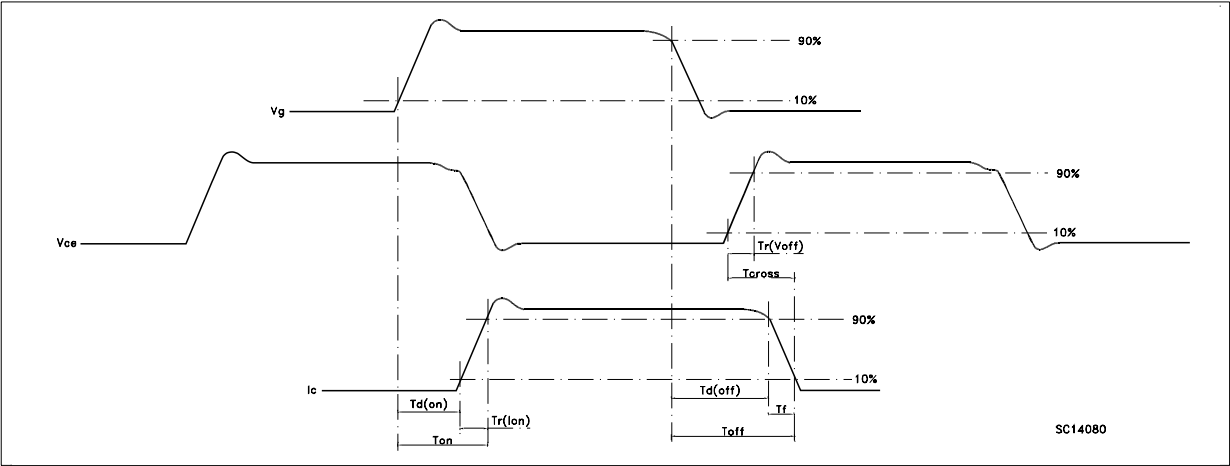 90%
10%
Vg
90%
10%
Vce
Tr(Voff)
Tcross
90%
10%
Ic
Td(on)
Td(off)
Tr(Ion)
Tf
Ton
Toff
SC14080